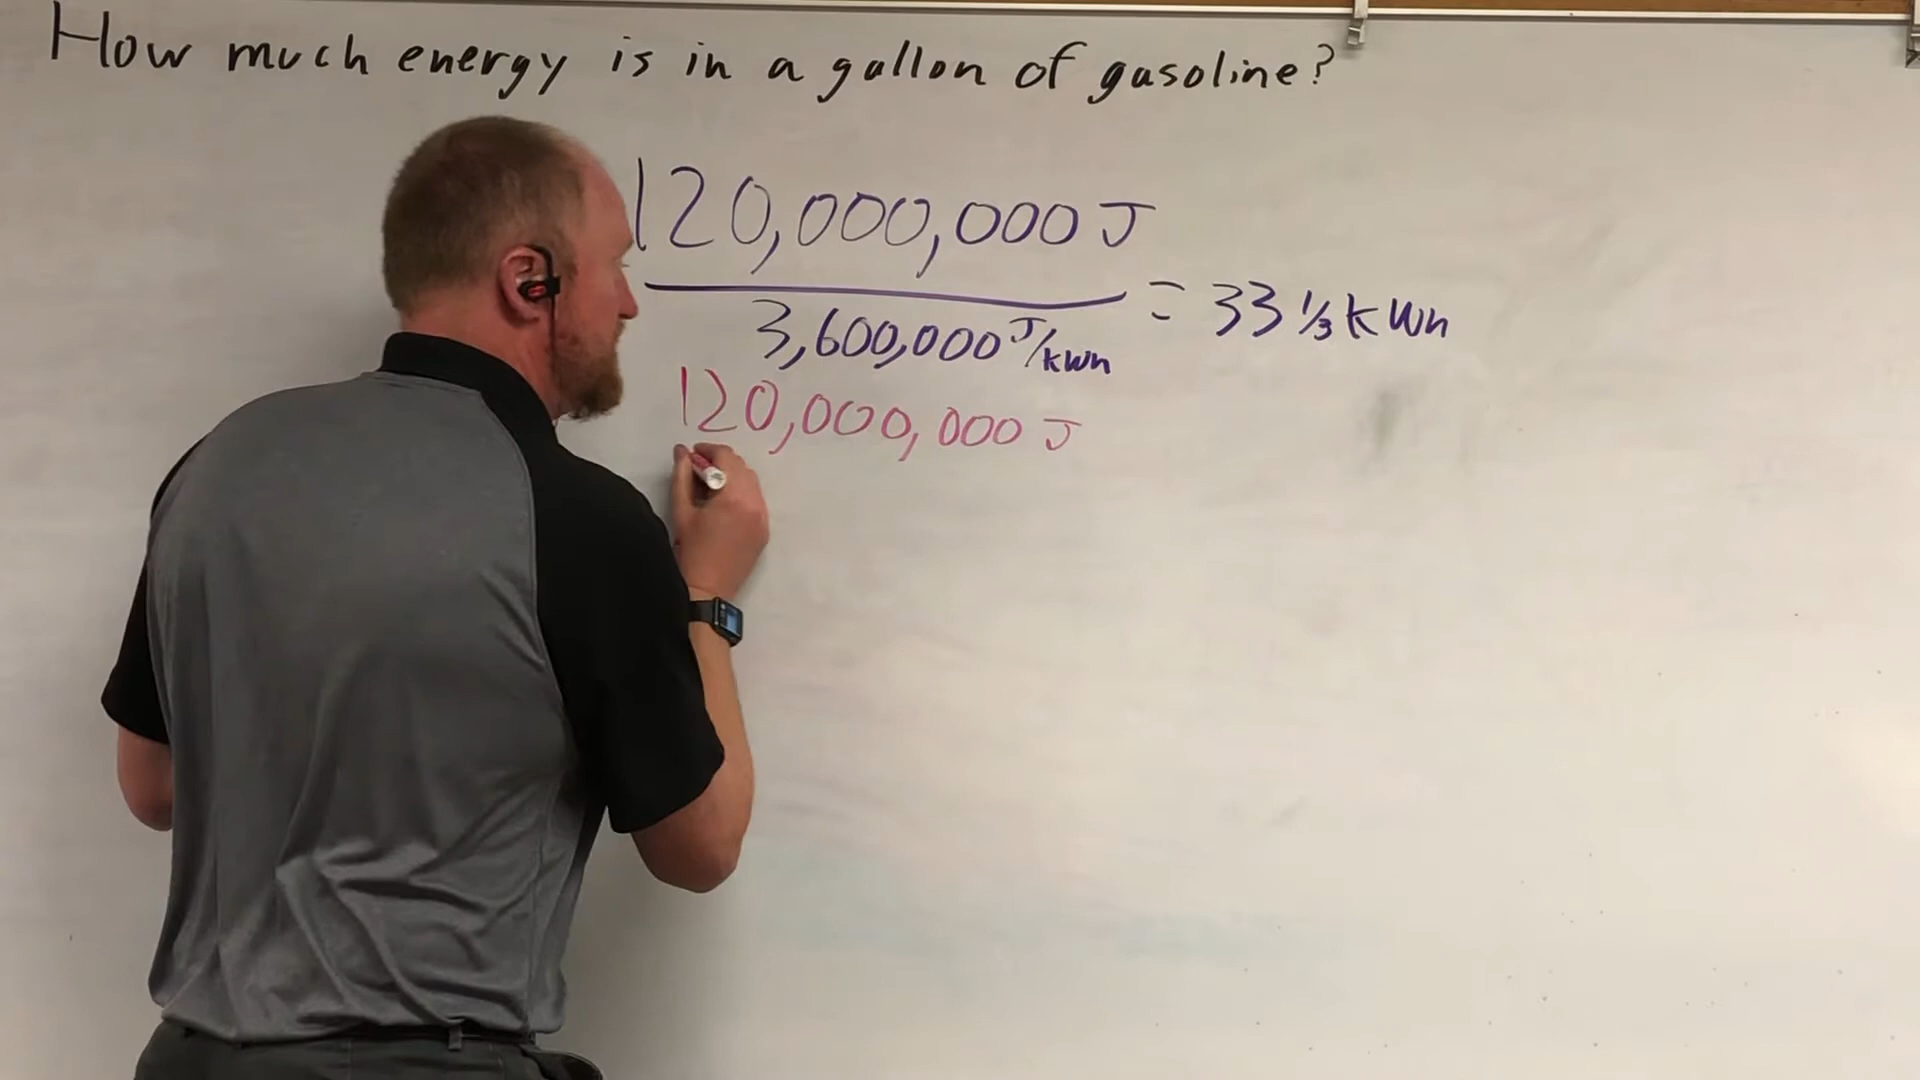 How much energy is in a gallon of gasoline?
120,000,000 J
3,600,000 J/kWh
= 33 1/3 kWh
120,000,000 J